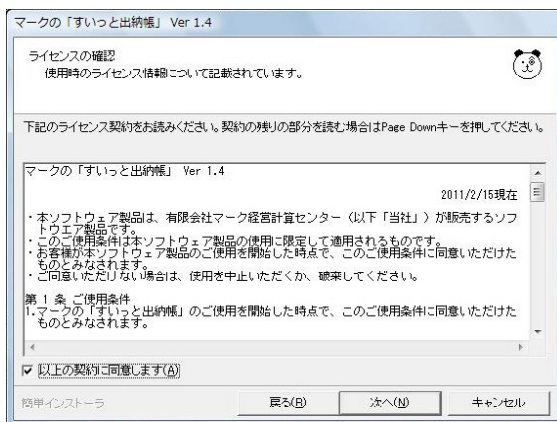 マークの「すいっと出納帳」 Ver 1.4
ライセンスの確認
使用時のライセンス情報について記載されています。
下記のライセンス契約をお読みください。契約の残りの部分を読む場合はPage Downキーを押してください。
マークの「すいっと出納帳」 Ver 1.4
2011/2/15現在
・本ソフトウェア製品は、有限会社マーク経営計算センター（以下「当社」）が販売するソフ
トウエア製品です。
・このご使用条件は本ソフトウェア製品の使用に限定して適用されるものです。
・お客様が本ソフトウェア製品のご使用を開始した時点で、このご使用条件に同意いただけた
ものとみなされます。
・ご同意いただけない場合は、使用を中止いただくか、破棄してください。
第 1 条 ご使用条件
1.マークの「すいっと出納帳」のご使用を開始した時点で、このご使用条件に同意いただけた
ものとみなされます。
以上の契約に同意します(A)
簡単インストーラ
戻る(B)
次へ(N)
キャンセル